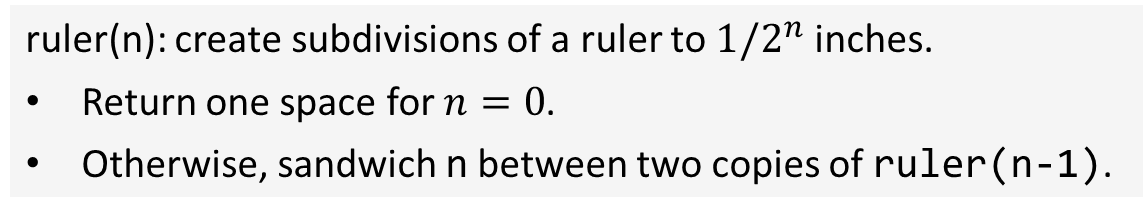 ruler(n): create subdivisions of a ruler to 1/2ⁿ inches.
• Return one space for n = 0.
• Otherwise, sandwich n between two copies of ruler(n-1).